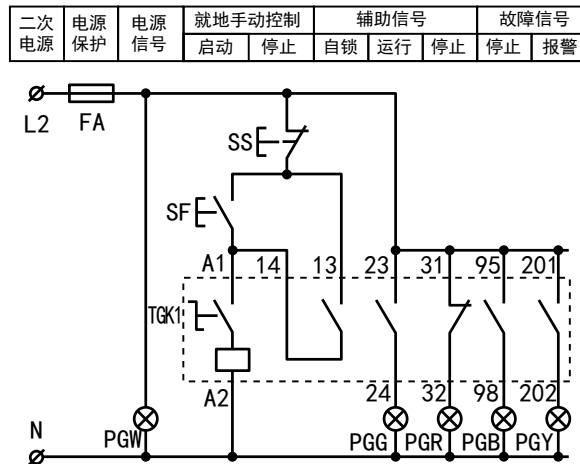 二次电源 电源保护 电源信号 就地手动控制 辅助信号 故障信号
启动 停止 自锁 运行 停止 停止 报警
L2 FA
SS
SF
A1 14 13 23 31 95 201
TGK1
A2 24 32 98 202
N PGW PGG PGR PGB PGY